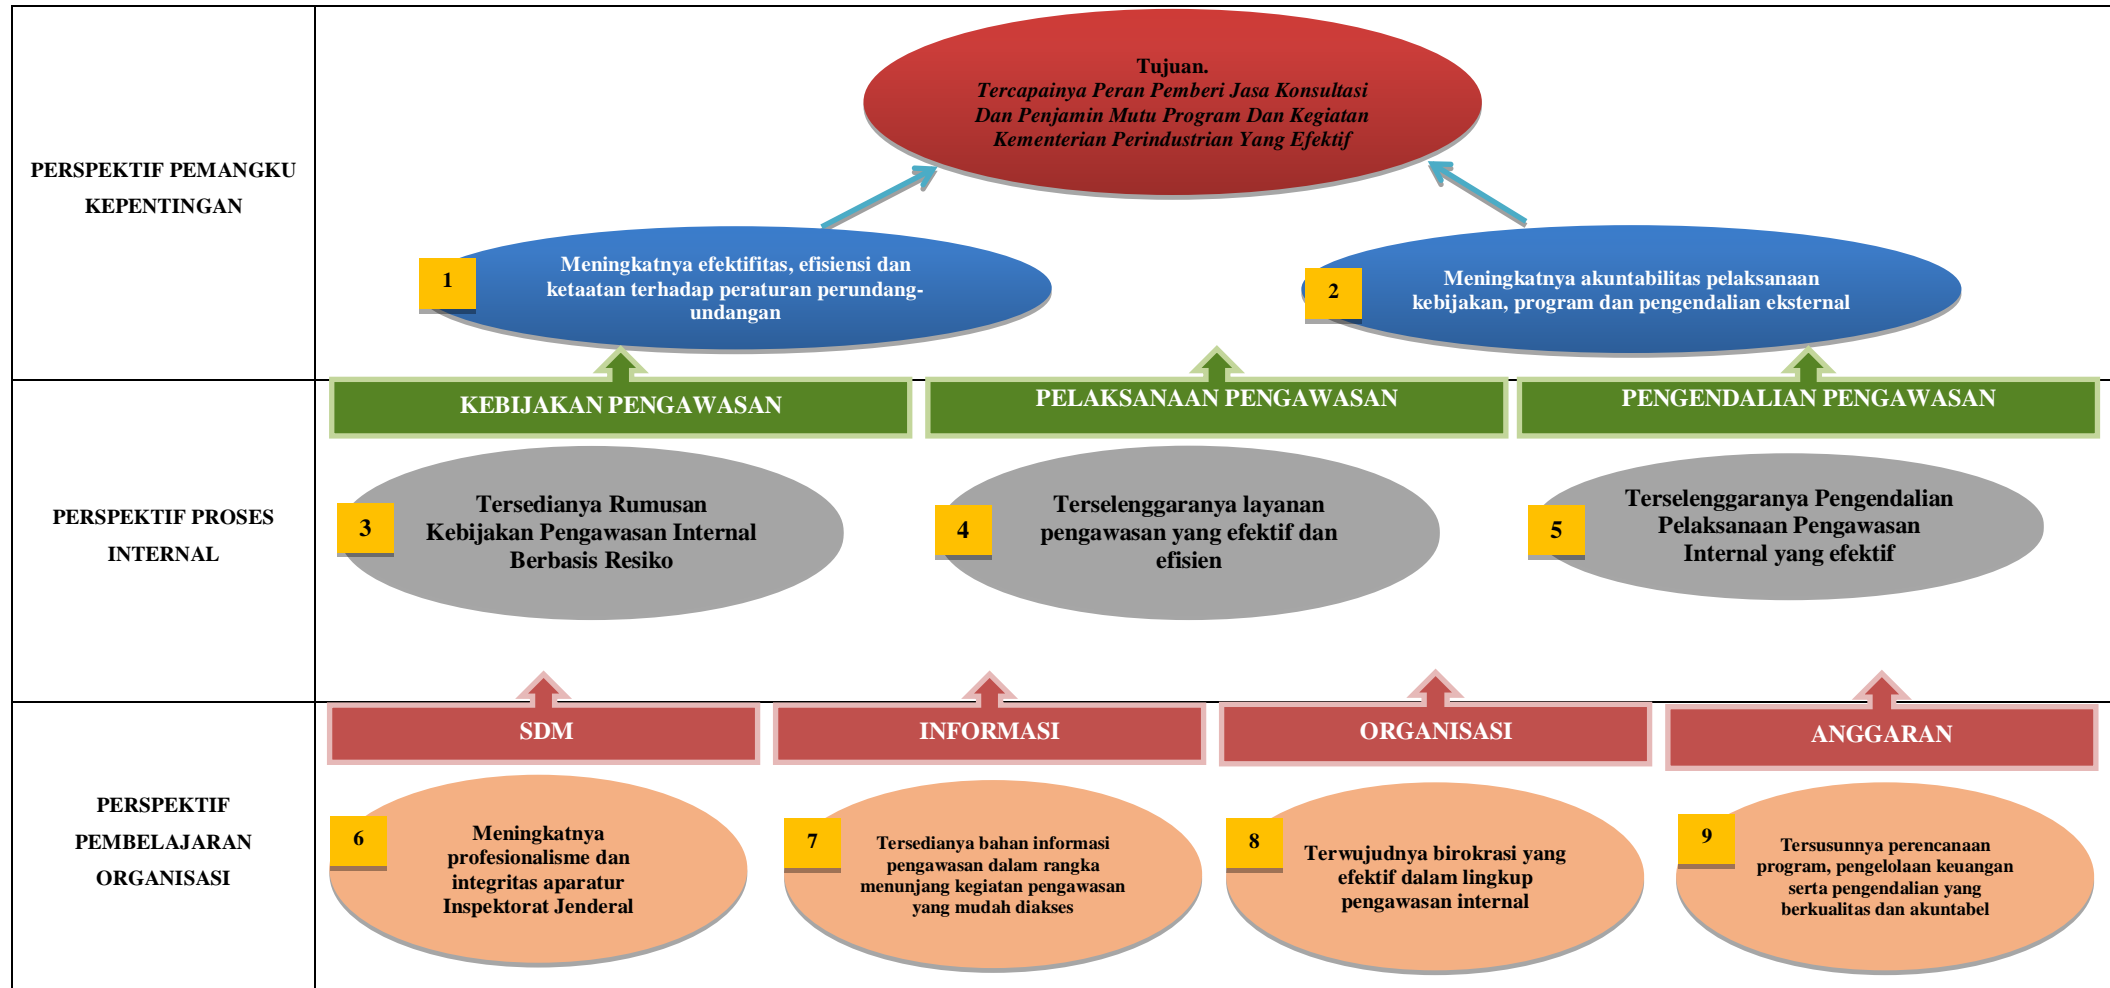 PERSPEKTIF PEMANGKU
KEPENTINGAN
Tujuan.
Tercapainya Peran Pemberi Jasa Konsultasi
Dan Penjamin Mutu Program Dan Kegiatan
Kementerian Perindustrian Yang Efektif
1
Meningkatnya efektifitas, efisiensi dan
ketaatan terhadap peraturan perundang-
undangan
2
Meningkatnya akuntabilitas pelaksanaan
kebijakan, program dan pengendalian eksternal
PERSPEKTIF PROSES
INTERNAL
KEBIJAKAN PENGAWASAN
PELAKSANAAN PENGAWASAN
PENGENDALIAN PENGAWASAN
3
Tersedianya Rumusan
Kebijakan Pengawasan Internal
Berbasis Resiko
4
Terselenggaranya layanan
pengawasan yang efektif dan
efisien
5
Terselenggaranya Pengendalian
Pelaksanaan Pengawasan
Internal yang efektif
PERSPEKTIF
PEMBELAJARAN
ORGANISASI
SDM
INFORMASI
ORGANISASI
ANGGARAN
6
Meningkatnya
profesionalisme dan
integritas aparatur
Inspektorat Jenderal
7
Tersedianya bahan informasi
pengawasan dalam rangka
menunjang kegiatan pengawasan
yang mudah diakses
8
Terwujudnya birokrasi yang
efektif dalam lingkup
pengawasan internal
9
Tersusunnya perencanaan
program, pengelolaan keuangan
serta pengendalian yang
berkualitas dan akuntabel